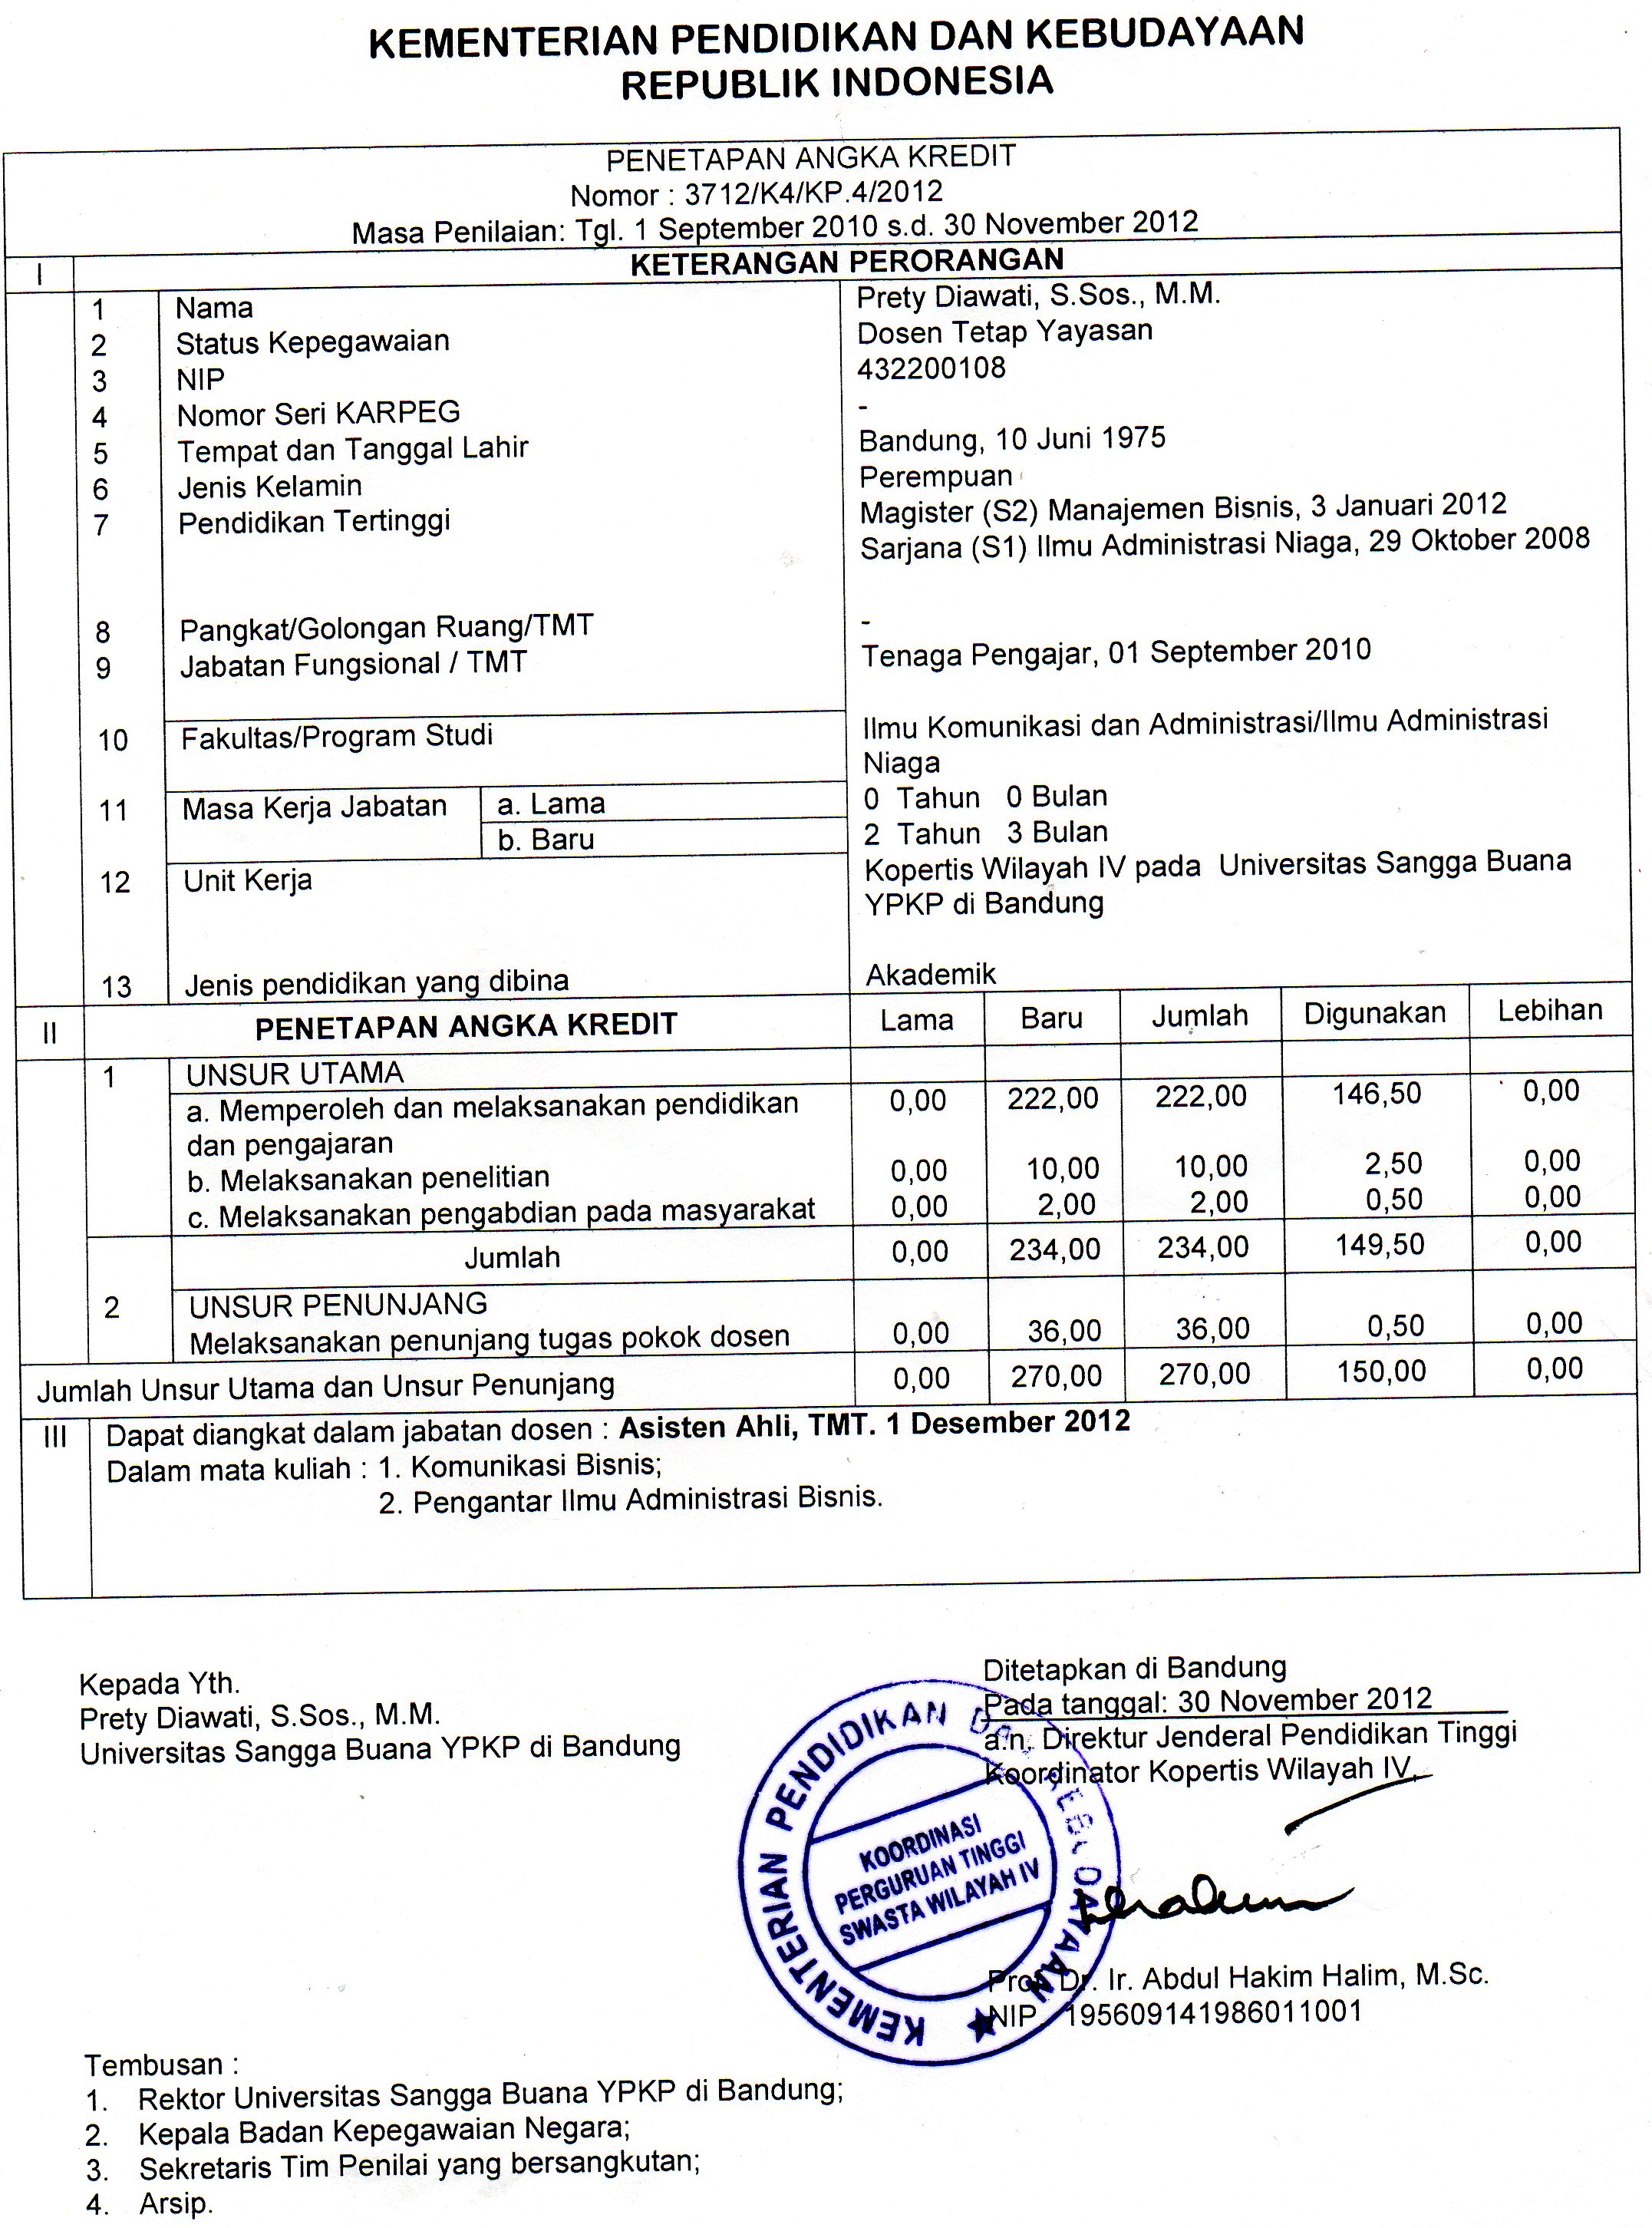 KEMENTERIAN PENDIDIKAN DAN KEBUDAYAAN
REPUBLIK INDONESIA
PENETAPAN ANGKA KREDIT
Nomor : 3712/K4/KP.4/2012
Masa Penilaian: Tgl. 1 September 2010 s.d. 30 November 2012
I KETERANGAN PERORANGAN
1 Nama Prety Diawati, S.Sos., M.M.
2 Status Kepegawaian Dosen Tetap Yayasan
3 NIP 432200108
4 Nomor Seri KARPEG -
5 Tempat dan Tanggal Lahir Bandung, 10 Juni 1975
6 Jenis Kelamin Perempuan
7 Pendidikan Tertinggi Magister (S2) Manajemen Bisnis, 3 Januari 2012
Sarjana (S1) Ilmu Administrasi Niaga, 29 Oktober 2008
8 Pangkat/Golongan Ruang/TMT -
9 Jabatan Fungsional / TMT Tenaga Pengajar, 01 September 2010
10 Fakultas/Program Studi Ilmu Komunikasi dan Administrasi/Ilmu Administrasi
Niaga
11 Masa Kerja Jabatan a. Lama 0 Tahun 0 Bulan
b. Baru 2 Tahun 3 Bulan
12 Unit Kerja Kopertis Wilayah IV pada Universitas Sangga Buana
YPKP di Bandung
13 Jenis pendidikan yang dibina Akademik
II PENETAPAN ANGKA KREDIT Lama Baru Jumlah Digunakan Lebihan
1 UNSUR UTAMA
a. Memperoleh dan melaksanakan pendidikan 0,00 222,00 222,00 146,50 0,00
dan pengajaran
b. Melaksanakan penelitian 0,00 10,00 10,00 2,50 0,00
c. Melaksanakan pengabdian pada masyarakat 0,00 2,00 2,00 0,50 0,00
Jumlah 0,00 234,00 234,00 149,50 0,00
2 UNSUR PENUNJANG
Melaksanakan penunjang tugas pokok dosen 0,00 36,00 36,00 0,50 0,00
Jumlah Unsur Utama dan Unsur Penunjang 0,00 270,00 270,00 150,00 0,00
III Dapat diangkat dalam jabatan dosen : Asisten Ahli, TMT. 1 Desember 2012
Dalam mata kuliah : 1. Komunikasi Bisnis;
2. Pengantar Ilmu Administrasi Bisnis.
Kepada Yth.
Prety Diawati, S.Sos., M.M.
Universitas Sangga Buana YPKP di Bandung
Ditetapkan di Bandung
Pada tanggal: 30 November 2012
a.n. Direktur Jenderal Pendidikan Tinggi
Koordinator Kopertis Wilayah IV,
KEMENTERIAN PENDIDIKAN DAN KEBUDAYAAN
KOORDINASI
PERGURUAN TINGGI
SWASTA WILAYAH IV
Prof. Dr. Ir. Abdul Hakim Halim, M.Sc.
NIP. 195609141986011001
Tembusan :
1. Rektor Universitas Sangga Buana YPKP di Bandung;
2. Kepala Badan Kepegawaian Negara;
3. Sekretaris Tim Penilai yang bersangkutan;
4. Arsip.